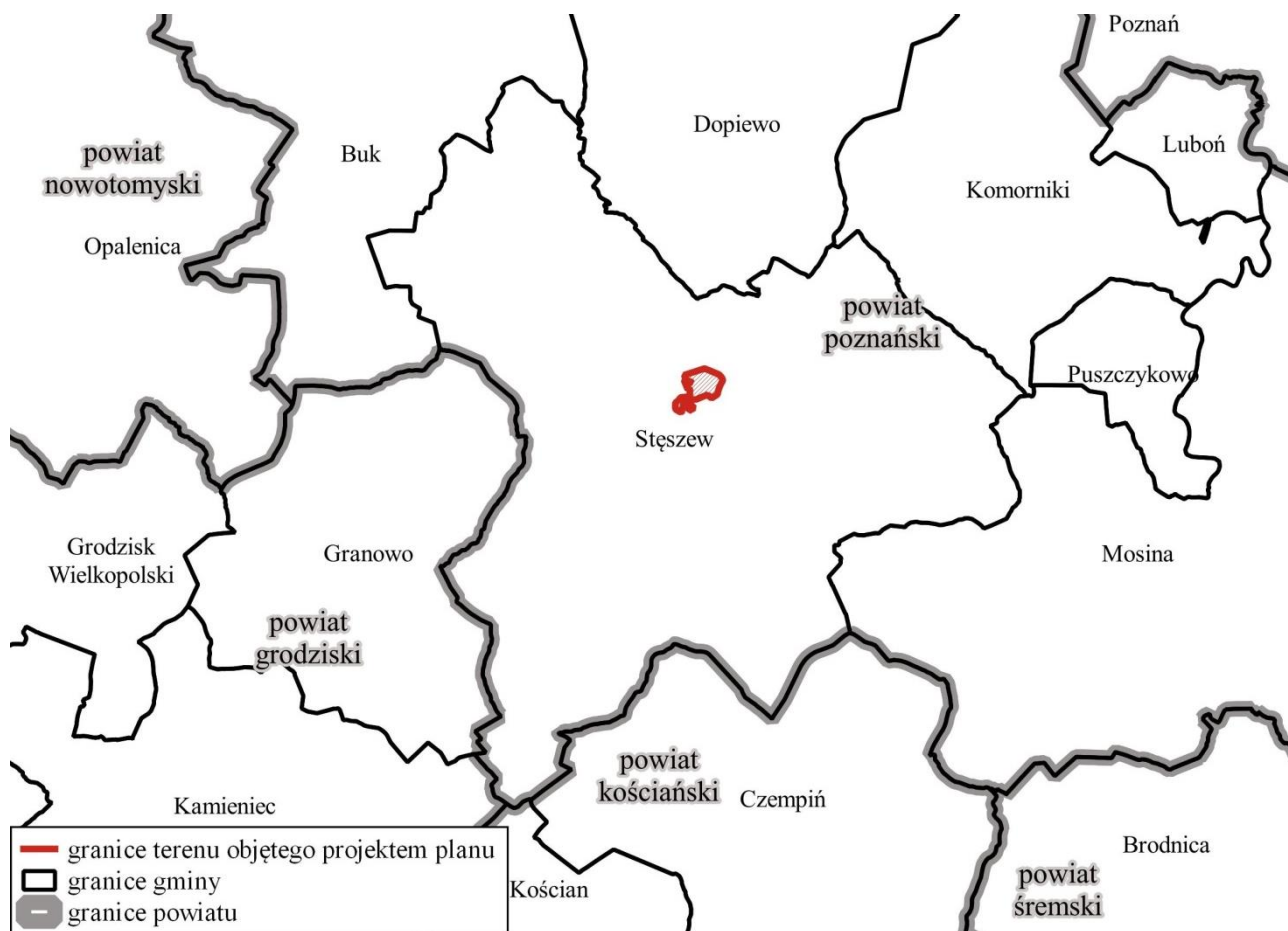 Poznań
Dopiewo
Luboń
Buk
powiat
nowotomyski
Komorniki
Opalenica
powiat
poznański
Puszczykowo
Stęszew
Grodzisk
Wielkopolski
Granowo
Mosina
powiat
grodziski
powiat
kościański
Czempiń
Kamieniec
Brodnica
granice terenu objętego projektem planu
granice gminy
granice powiatu
Kościan
powiat
śremski